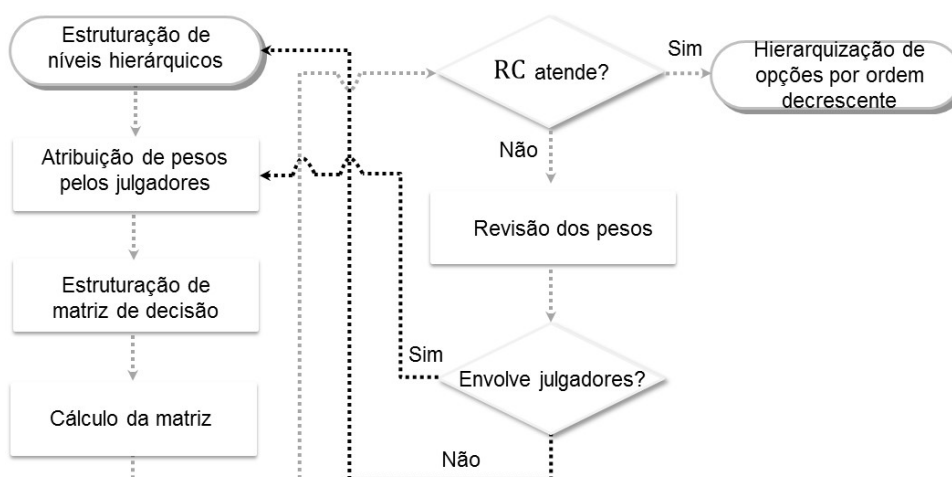 Estruturação de
níveis hierárquicos
Atribuição de pesos
pelos julgadores
Estruturação de
matriz de decisão
Cálculo da matriz
RC atende?
Sim
Hierarquização de
opções por ordem
decrescente
Não
Revisão dos pesos
Sim
Envolve julgadores?
Não